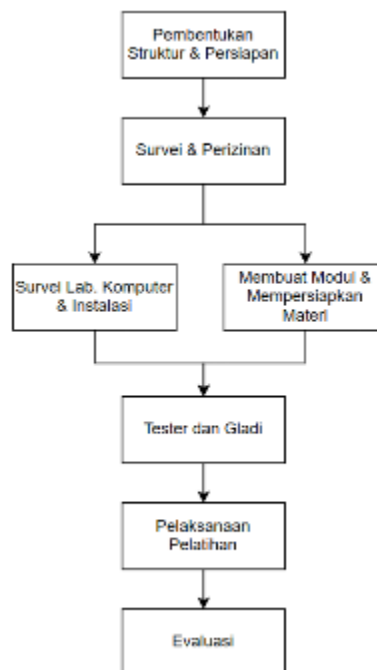 Pembentukan
Struktur & Persiapan
Survei & Perizinan
Survei Lab. Komputer
& Instalasi
Membuat Modul &
Mempersiapkan
Materi
Tester dan Gladi
Pelaksanaan
Pelatihan
Evaluasi